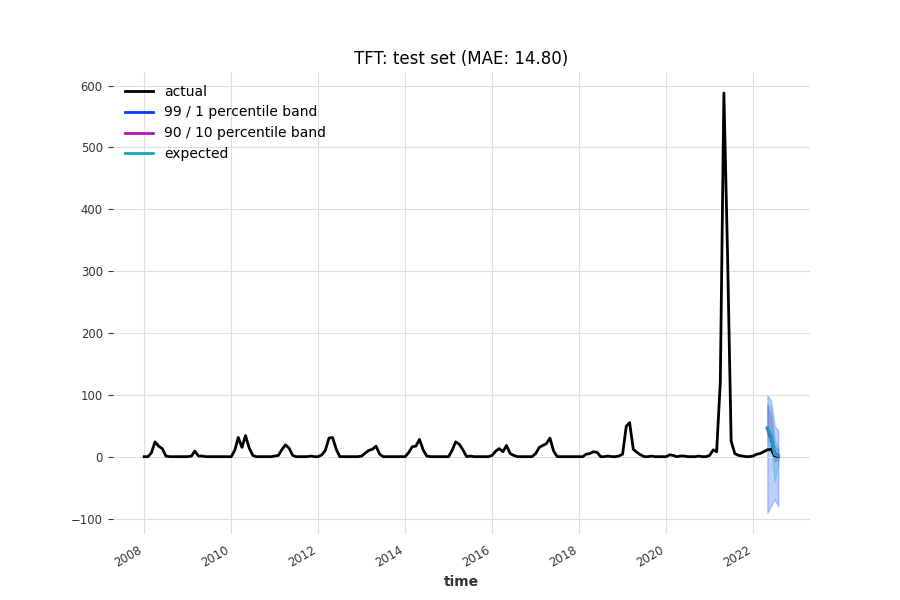 TFT: test set (MAE: 14.80)
actual
99 / 1 percentile band
90 / 10 percentile band
expected
600
500
400
300
200
100
0
−100
2008 2010 2012 2014 2016 2018 2020 2022
time